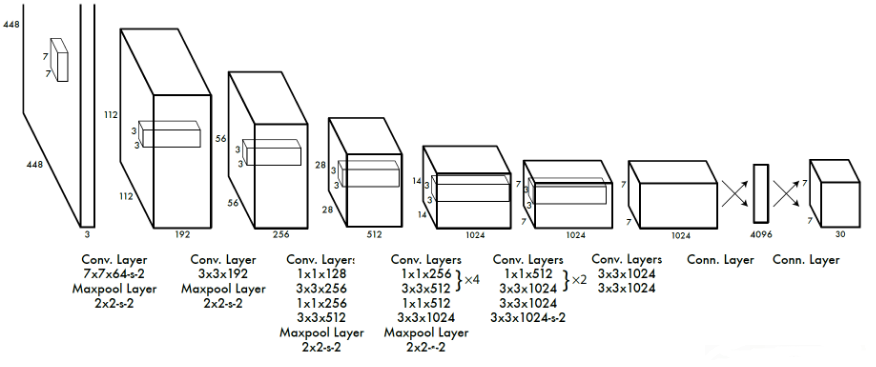 448
7
7
448
3
112
3
3
112
192
56
3
3
56
256
28
3
3
28
512
14
3
3
14
1024
7
3
3
7
1024
7
7
1024
4096
7
7
30
Conv. Layer
7x7x64-s-2
Maxpool Layer
2x2-s-2
Conv. Layer
3x3x192
Maxpool Layer
2x2-s-2
Conv. Layers
1x1x128
3x3x256
1x1x256
3x3x512
Maxpool Layer
2x2-s-2
Conv. Layers
1x1x256
3x3x512
}×4
1x1x512
3x3x1024
Maxpool Layer
2x2-s-2
Conv. Layers
1x1x512
3x3x1024
}×2
3x3x1024
3x3x1024-s-2
Conv. Layers
3x3x1024
3x3x1024
Conn. Layer
Conn. Layer